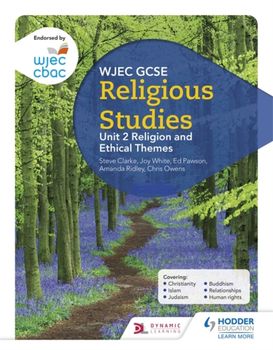 Endorsed by
wjec
cbac
WJEC GCSE
Religious
Studies
Unit 2 Religion and
Ethical Themes
Steve Clarke, Joy White, Ed Pawson,
Amanda Ridley, Chris Owens
Covering:
• Christianity
• Islam
• Judaism
• Buddhism
• Relationships
• Human rights
DL
DYNAMIC
LEARNING
HODDER
EDUCATION
LEARN MORE